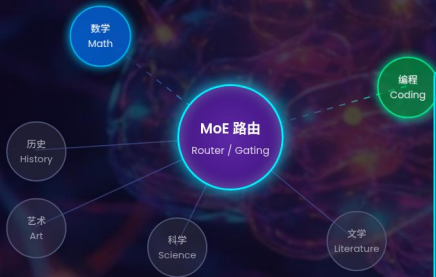 数学
Math
编程
Coding
MoE 路由
Router / Gating
历史
History
艺术
Art
科学
Science
文学
Literature